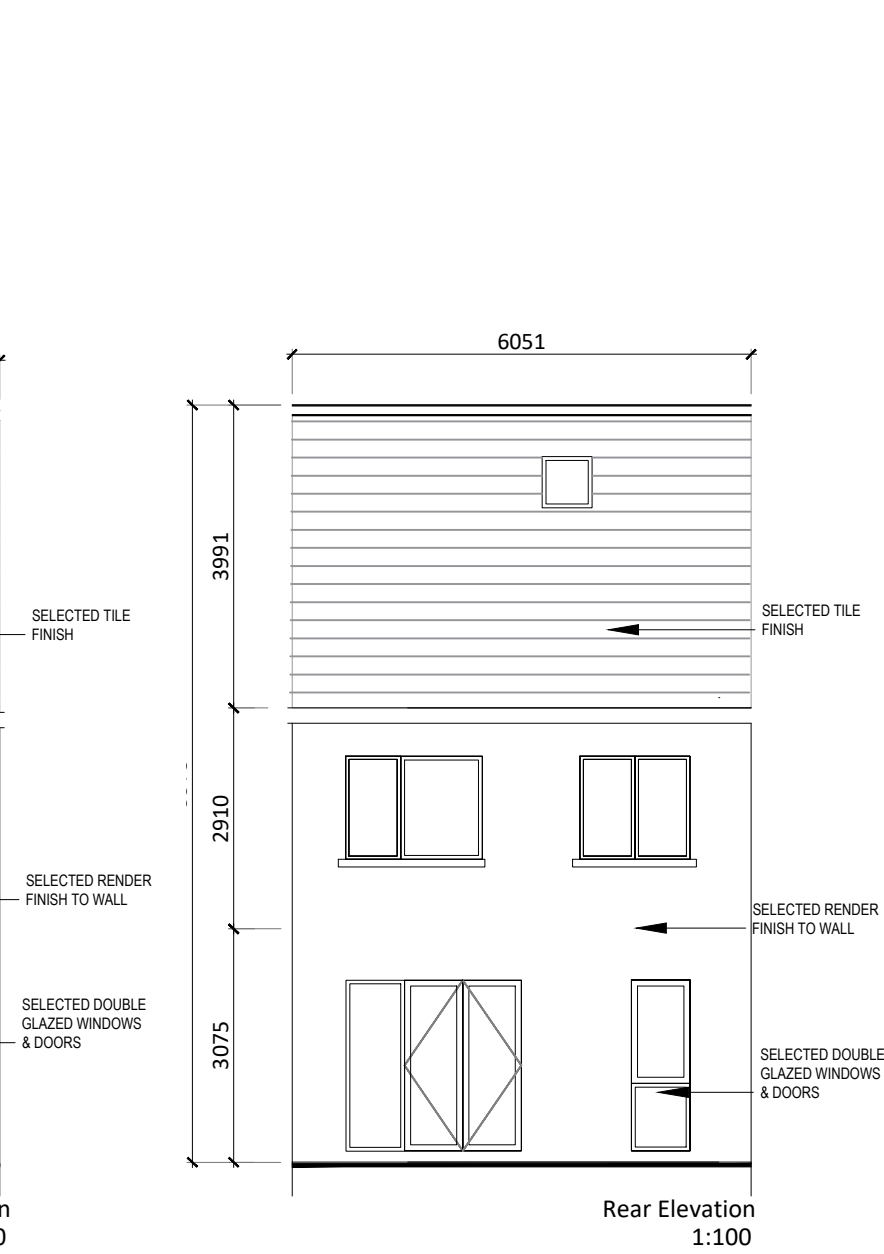 6051
3991
2910
3075
SELECTED TILE
FINISH
SELECTED RENDER
FINISH TO WALL
SELECTED DOUBLE
GLAZED WINDOWS
& DOORS
SELECTED TILE
FINISH
SELECTED RENDER
FINISH TO WALL
SELECTED DOUBLE
GLAZED WINDOWS
& DOORS
n
0
Rear Elevation
1:100